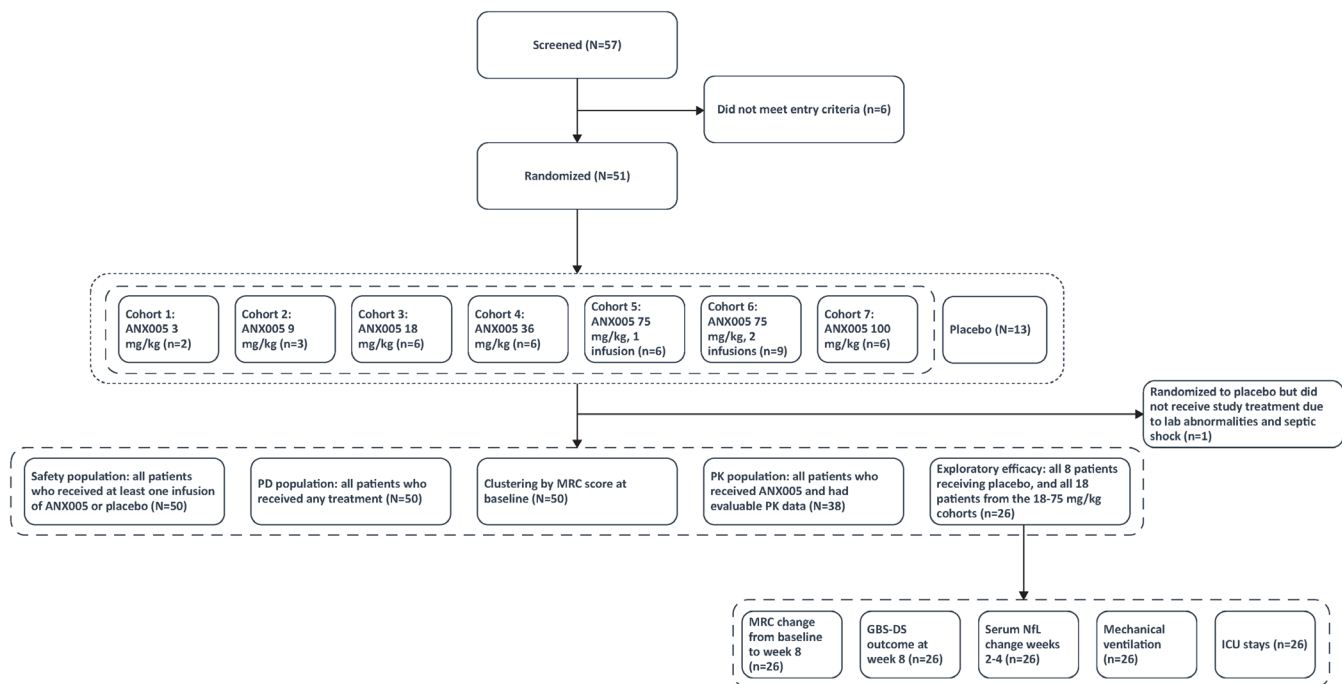 Screened (N=57)
Did not meet entry criteria (n=6)
Randomized (N=51)
Cohort 1:
ANX005 3
mg/kg (n=2)
Cohort 2:
ANX005 9
mg/kg (n=3)
Cohort 3:
ANX005 18
mg/kg (n=6)
Cohort 4:
ANX005 36
mg/kg (n=6)
Cohort 5:
ANX005 75
mg/kg, 1
infusion (n=6)
Cohort 6:
ANX005 75
mg/kg, 2
infusions (n=9)
Cohort 7:
ANX005 100
mg/kg (n=6)
Placebo (N=13)
Randomized to placebo but did
not receive study treatment due
to lab abnormalities and septic
shock (n=1)
Safety population: all patients
who received at least one infusion
of ANX005 or placebo (N=50)
PD population: all patients who
received any treatment (N=50)
Clustering by MRC score at
baseline (N=50)
PK population: all patients who
received ANX005 and had
evaluable PK data (N=38)
Exploratory efficacy: all 8 patients
receiving placebo, and all 18
patients from the 18-75 mg/kg
cohorts (n=26)
MRC change
from baseline
to week 8
(n=26)
GBS-DS
outcome at
week 8 (n=26)
Serum NfL
change weeks
2-4 (n=26)
Mechanical
ventilation
(n=26)
ICU stays (n=26)